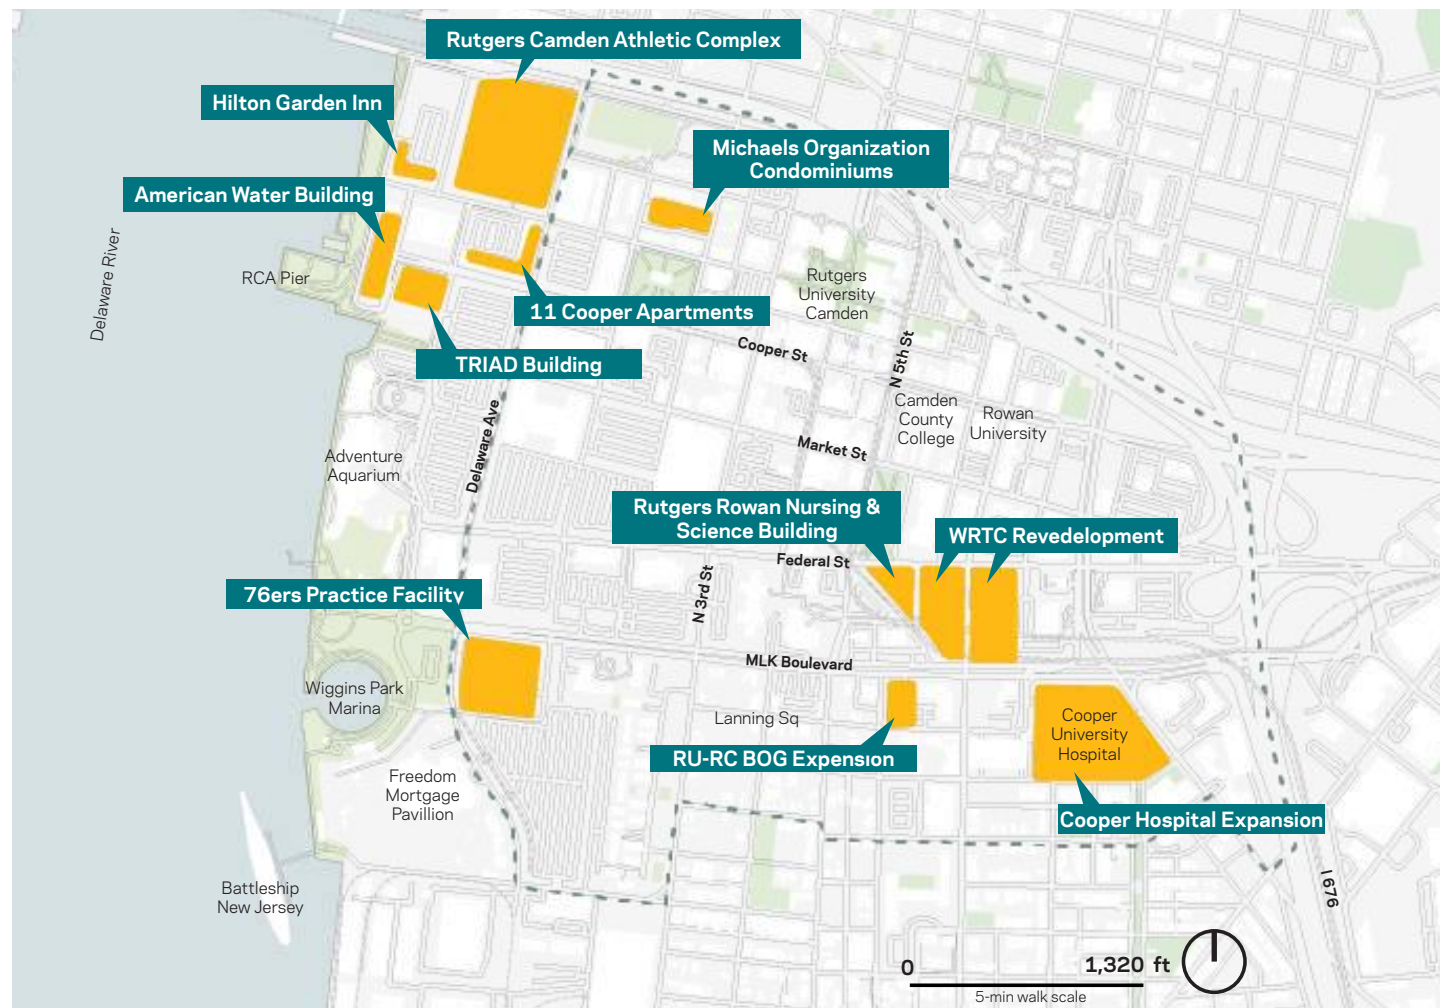 Rutgers Camden Athletic Complex
Hilton Garden Inn
Michaels Organization
Condominiums
American Water Building
Delaware River
RCA Pier
Rutgers
University
Camden
11 Cooper Apartments
TRIAD Building
Cooper St
N 5th St
Camden
County
College
Rowan
University
Delaware Ave
Market St
Adventure
Aquarium
Rutgers Rowan Nursing &
Science Building
WRTC Revedelopment
Federal St
N 3rd St
76ers Practice Facility
MLK Boulevard
Wiggins Park
Marina
Lanning Sq
Cooper
University
Hospital
RU-RC BOG Expension
Freedom
Mortgage
Pavillion
Cooper Hospital Expansion
Battleship
New Jersey
I 676
0 1,320 ft
5-min walk scale